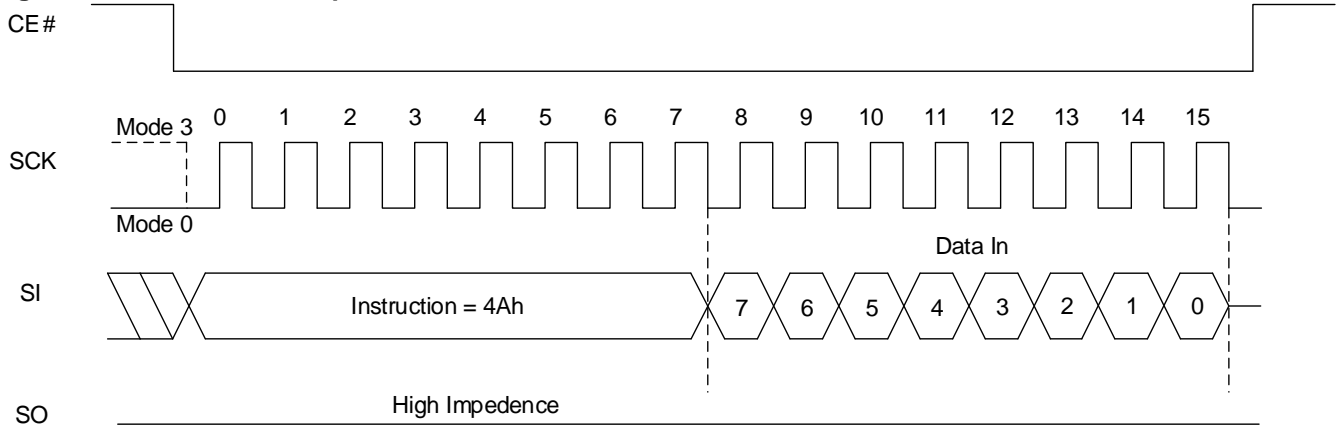 CE#
Mode 3 0 1 2 3 4 5 6 7 8 9 10 11 12 13 14 15
SCK
Mode 0
Data In
SI Instruction = 4Ah 7 6 5 4 3 2 1 0
High Impedence
SO